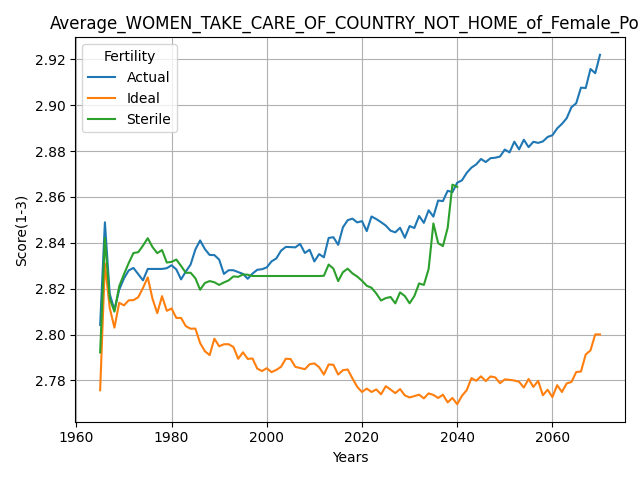 Average_WOMEN_TAKE_CARE_OF_COUNTRY_NOT_HOME_of_Female_Po
Fertility
Actual
Ideal
Sterile
2.92
2.90
2.88
2.86
2.84
2.82
2.80
2.78
Score(1-3)
1960 1980 2000 2020 2040 2060
Years